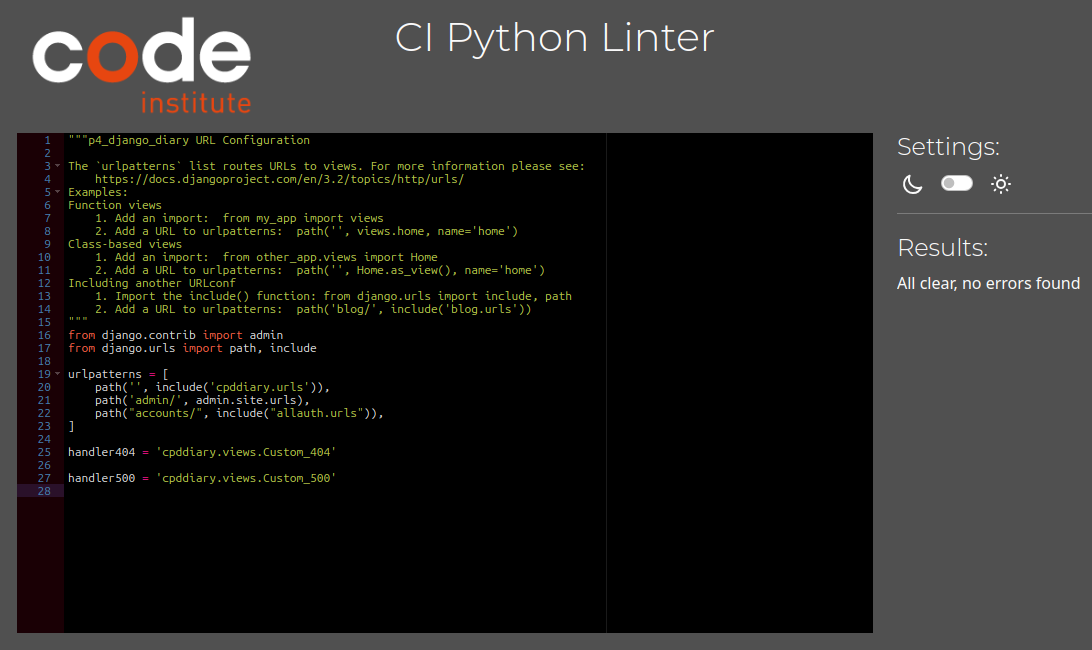 code
institute
CI Python Linter
1 """p4_django_diary URL Configuration
2
3 The `urlpatterns` list routes URLs to views. For more information please see:
4     https://docs.djangoproject.com/en/3.2/topics/http/urls/
5 Examples:
6 Function views
7     1. Add an import:  from my_app import views
8     2. Add a URL to urlpatterns:  path('', views.home, name='home')
9 Class-based views
10     1. Add an import:  from other_app.views import Home
11     2. Add a URL to urlpatterns:  path('', Home.as_view(), name='home')
12 Including another URLconf
13     1. Import the include() function: from django.urls import include, path
14     2. Add a URL to urlpatterns:  path('blog/', include('blog.urls'))
15 """
16 from django.contrib import admin
17 from django.urls import path, include
18
19 urlpatterns = [
20     path('', include('cpddiary.urls')),
21     path('admin/', admin.site.urls),
22     path("accounts/", include("allauth.urls")),
23 ]
24
25 handler404 = 'cpddiary.views.Custom_404'
26
27 handler500 = 'cpddiary.views.Custom_500'
28
Settings:
Results:
All clear, no errors found